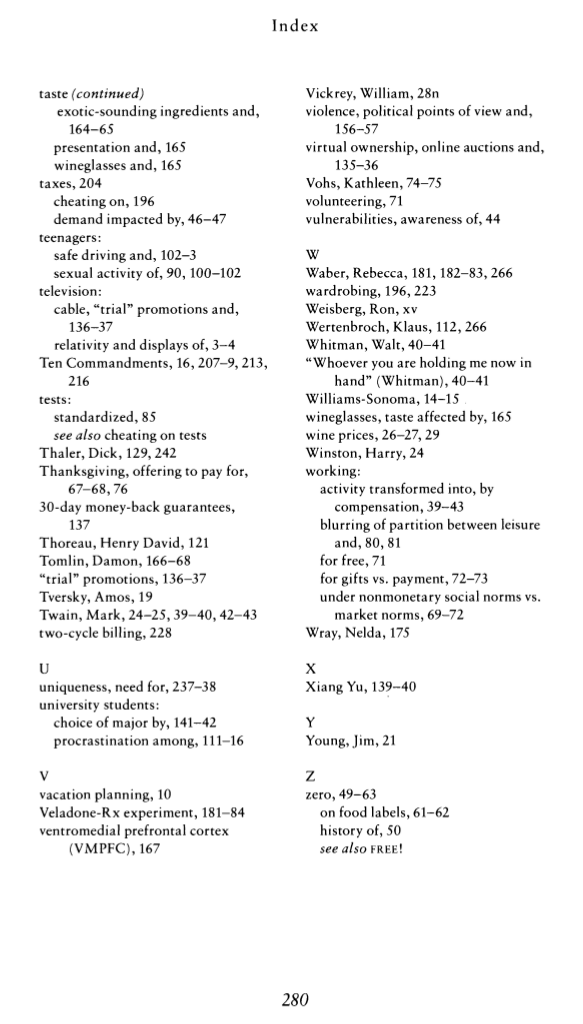 Index
taste (continued)
exotic-sounding ingredients and,
164–65
presentation and, 165
wineglasses and, 165
taxes, 204
cheating on, 196
demand impacted by, 46–47
teenagers:
safe driving and, 102–3
sexual activity of, 90, 100–102
television:
cable, “trial” promotions and,
136–37
relativity and displays of, 3–4
Ten Commandments, 16, 207–9, 213,
216
tests:
standardized, 85
see also cheating on tests
Thaler, Dick, 129, 242
Thanksgiving, offering to pay for,
67–68, 76
30-day money-back guarantees,
137
Thoreau, Henry David, 121
Tomlin, Damon, 166–68
“trial” promotions, 136–37
Tversky, Amos, 19
Twain, Mark, 24–25, 39–40, 42–43
two-cycle billing, 228
U
uniqueness, need for, 237–38
university students:
choice of major by, 141–42
procrastination among, 111–16
V
vacation planning, 10
Veladone-Rx experiment, 181–84
ventromedial prefrontal cortex
(VMPFC), 167
Vickrey, William, 28n
violence, political points of view and,
156–57
virtual ownership, online auctions and,
135–36
Vohs, Kathleen, 74–75
volunteering, 71
vulnerabilities, awareness of, 44
W
Waber, Rebecca, 181, 182–83, 266
wardrobing, 196, 223
Weisberg, Ron, xv
Wertenbroch, Klaus, 112, 266
Whitman, Walt, 40–41
“Whoever you are holding me now in
hand” (Whitman), 40–41
Williams-Sonoma, 14–15
wineglasses, taste affected by, 165
wine prices, 26–27, 29
Winston, Harry, 24
working:
activity transformed into, by
compensation, 39–43
blurring of partition between leisure
and, 80, 81
for free, 71
for gifts vs. payment, 72–73
under nonmonetary social norms vs.
market norms, 69–72
Wray, Nelda, 175
X
Xiang Yu, 139–40
Y
Young, Jim, 21
Z
zero, 49–63
on food labels, 61–62
history of, 50
see also FREE!
280